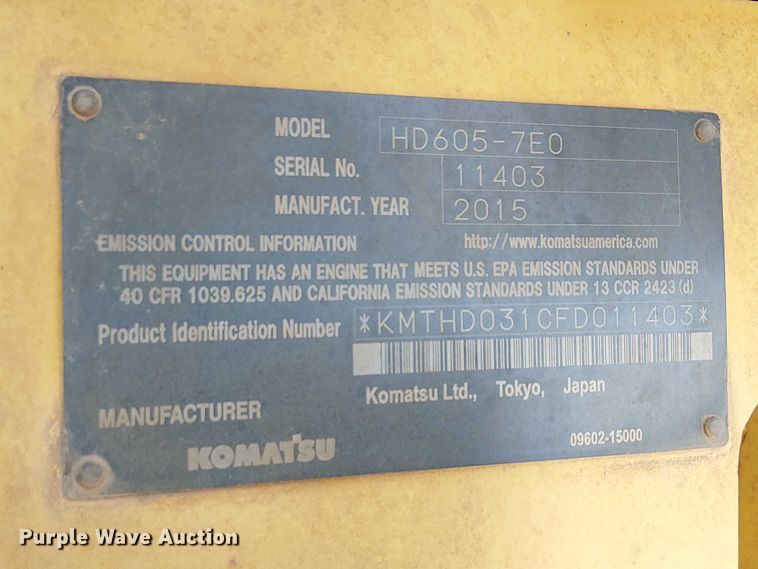 MODEL HD605-7E0
SERIAL No. 11403
MANUFACT. YEAR 2015
EMISSION CONTROL INFORMATION http://www.komatsuamerica.com
THIS EQUIPMENT HAS AN ENGINE THAT MEETS U.S. EPA EMISSION STANDARDS UNDER
40 CFR 1039.625 AND CALIFORNIA EMISSION STANDARDS UNDER 13 CCR 2423 (d)
Product Identification Number *KMTHD031CFD011403*
Komatsu Ltd., Tokyo, Japan
MANUFACTURER
KOMATSU
09602-15000
Purple Wave Auction